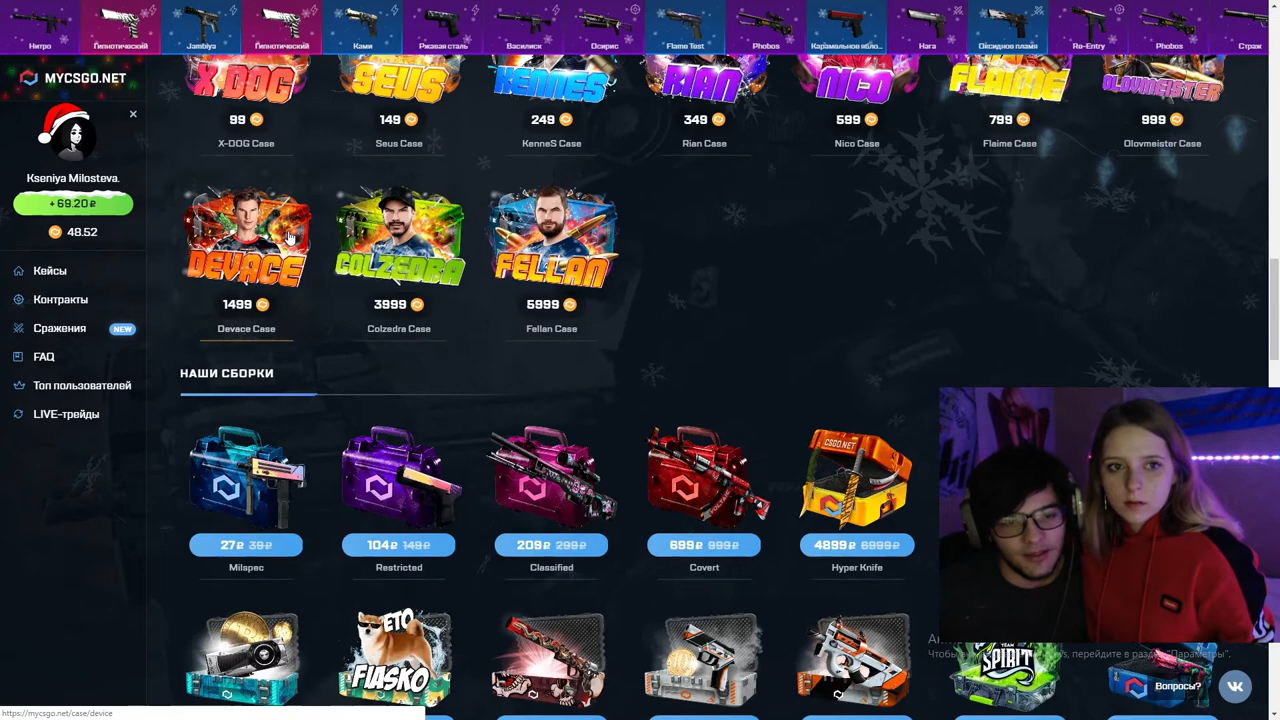 Нитро
Гипнотический
Jambiya
Гипнотический
Ками
Ржавая сталь
Василиск
Осирис
Flame Test
Phobos
Карамельное ябло...
Нага
Оксидное пламя
Re-Entry
Phobos
Страж
MYCSGO.NET
Kseniya Milosteva.
+ 69.20 ₽
48.52
Кейсы
Контракты
Сражения NEW
FAQ
Топ пользователей
LIVE-трейды
X DOG
SEUS
KENNES
RIAN
NICO
FLAIME
OLOVMEISTER
99
149
249
349
599
799
999
X-DOG Case
Seus Case
KenneS Case
Rian Case
Nico Case
Flaime Case
Olovmeister Case
DEVACE
COLZEDRA
FELLAN
1499
3999
5999
Devace Case
Colzedra Case
Fellan Case
НАШИ СБОРКИ
CSGO.NET
27₽ 39₽
104₽ 149₽
209₽ 299₽
699₽ 999₽
4899₽ 6999₽
Milspec
Restricted
Classified
Covert
Hyper Knife
ETO
FIASKO
TEAM
SPIRIT
перейдите в раздел "Параметры".
Вопросы?
https://mycsgo.net/case/device